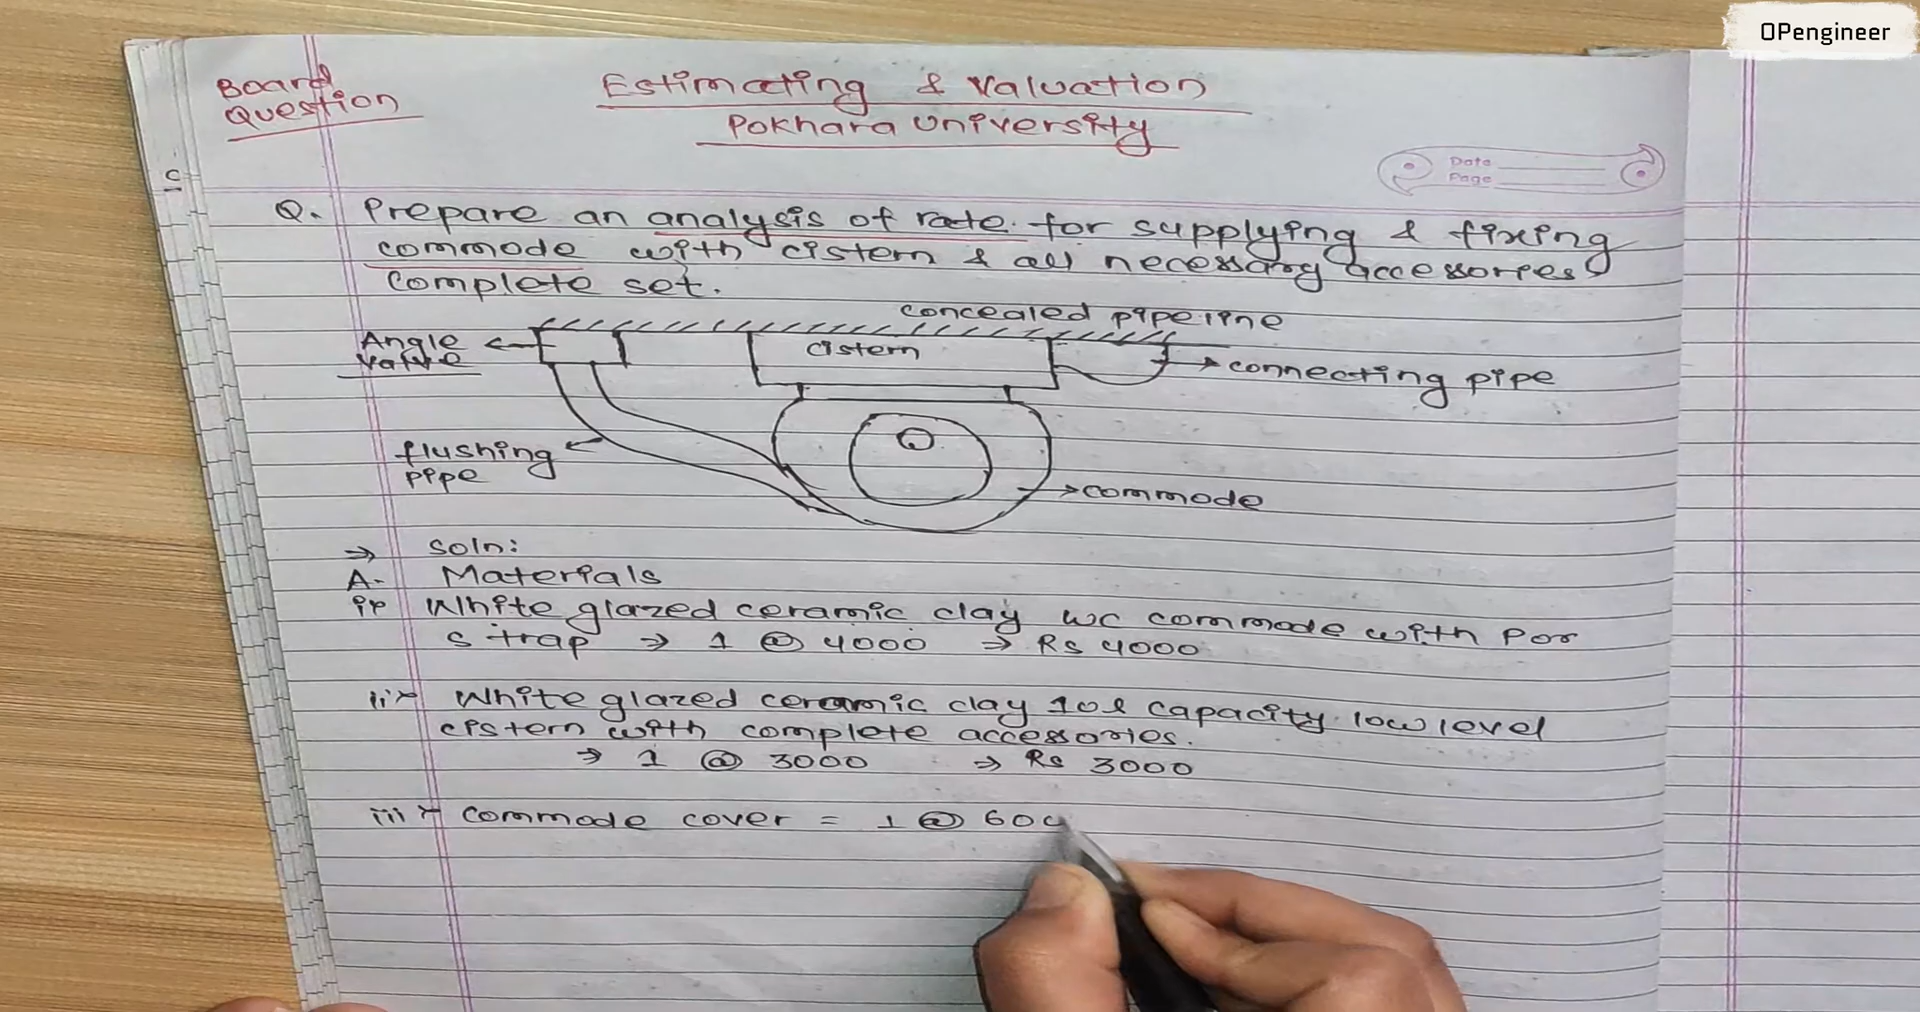 OPengineer
Board
Question
Estimating & Valuation
Pokhara University
Date
Page
C
Q. Prepare an analysis of rate for supplying & fixing
commode with cistern & all necessary accessories
complete set.
concealed pipeline
Angle
valve
cistern
connecting pipe
flushing
pipe
commode
⇒ Soln:
A. Materials
i> White glazed ceramic clay wc commode with P or
S trap ⇒ 1 @ 4000 ⇒ Rs 4000
ii> White glazed ceramic clay 10l capacity low level
cistern with complete accessories.
⇒ 1 @ 3000 ⇒ Rs 3000
iii> Commode cover = 1 @ 600